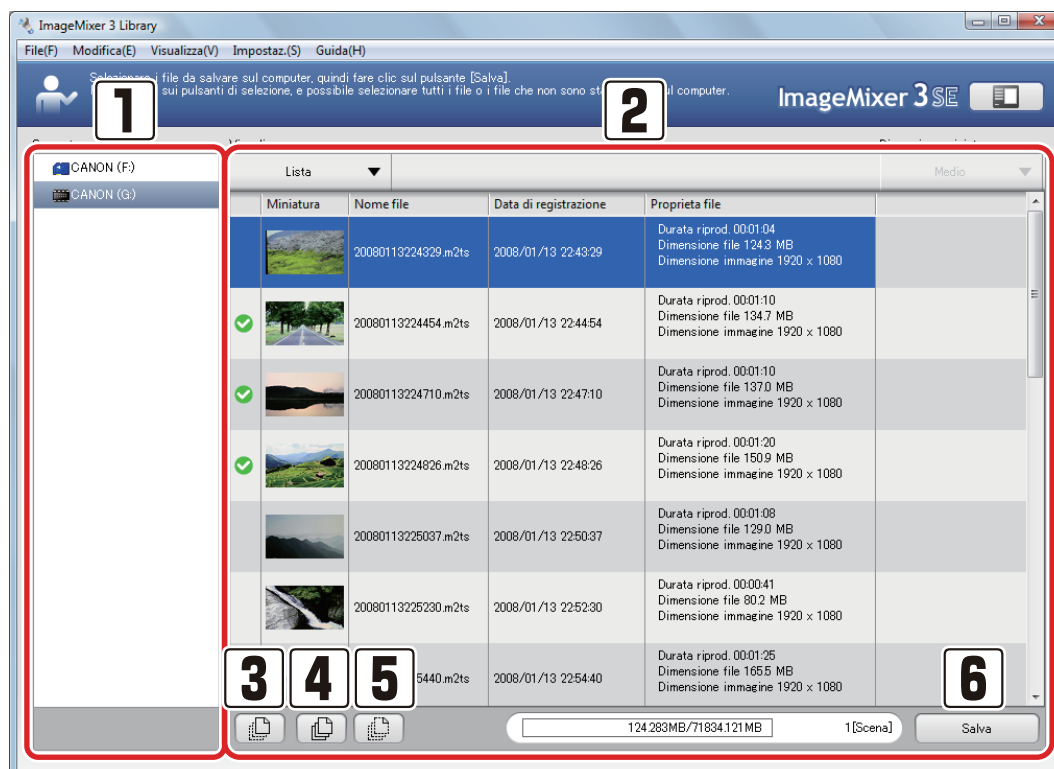 ImageMixer 3 Library
File(F) Modifica(E) Visualizza(V) Impostaz.(S) Guida(H)
Selezionare i file da salvare sul computer, quindi fare clic sul pulsante [Salva].
sui pulsanti di selezione, e possibile selezionare tutti i file o i file che non sono computer.
ImageMixer 3 SE
1
2
CANON (F:)
CANON (G:)
Lista
Medio
Miniatura Nome file Data di registrazione Proprieta file
Durata riprod. 00:01:04
20080113224329.m2ts 2008/01/13 22:43:29 Dimensione file 124.3 MB
Dimensione immagine 1920 x 1080
Durata riprod. 00:01:10
20080113224454.m2ts 2008/01/13 22:44:54 Dimensione file 134.7 MB
Dimensione immagine 1920 x 1080
Durata riprod. 00:01:10
20080113224710.m2ts 2008/01/13 22:47:10 Dimensione file 137.0 MB
Dimensione immagine 1920 x 1080
Durata riprod. 00:01:20
20080113224826.m2ts 2008/01/13 22:48:26 Dimensione file 150.9 MB
Dimensione immagine 1920 x 1080
Durata riprod. 00:01:08
20080113225037.m2ts 2008/01/13 22:50:37 Dimensione file 129.0 MB
Dimensione immagine 1920 x 1080
Durata riprod. 00:00:41
20080113225230.m2ts 2008/01/13 22:52:30 Dimensione file 80.2 MB
Dimensione immagine 1920 x 1080
Durata riprod. 00:01:25
5440.m2ts 2008/01/13 22:54:40 Dimensione file 165.5 MB
Dimensione immagine 1920 x 1080
3 4 5 6
124.283MB/71834.121MB 1[Scena] Salva